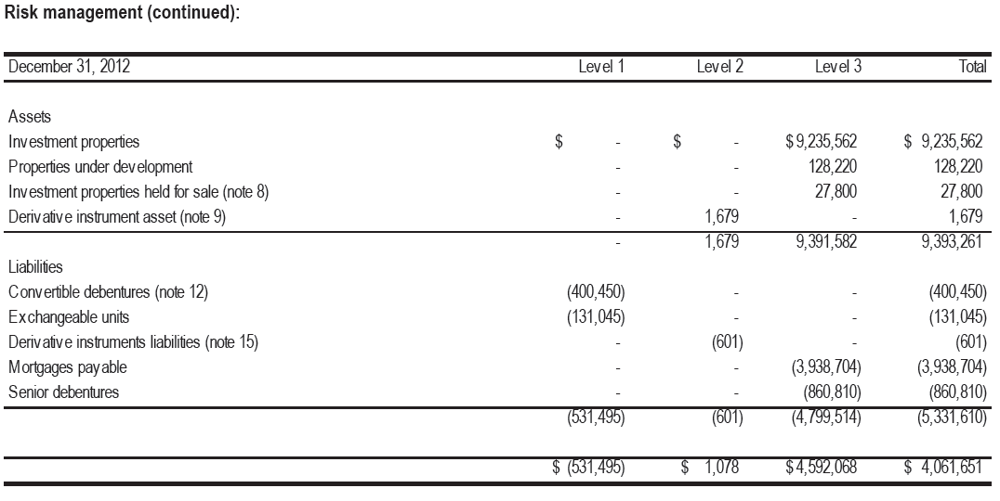 Risk management (continued):
December 31, 2012 Level 1 Level 2 Level 3 Total
Assets
Investment properties $ - $ - $ 9,235,562 $ 9,235,562
Properties under development - - 128,220 128,220
Investment properties held for sale (note 8) - - 27,800 27,800
Derivative instrument asset (note 9) - 1,679 - 1,679
- 1,679 9,391,582 9,393,261
Liabilities
Convertible debentures (note 12) (400,450) - - (400,450)
Exchangeable units (131,045) - - (131,045)
Derivative instruments liabilities (note 15) - (601) - (601)
Mortgages payable - - (3,938,704) (3,938,704)
Senior debentures - - (860,810) (860,810)
(531,495) (601) (4,799,514) (5,331,610)
$ (531,495) $ 1,078 $ 4,592,068 $ 4,061,651